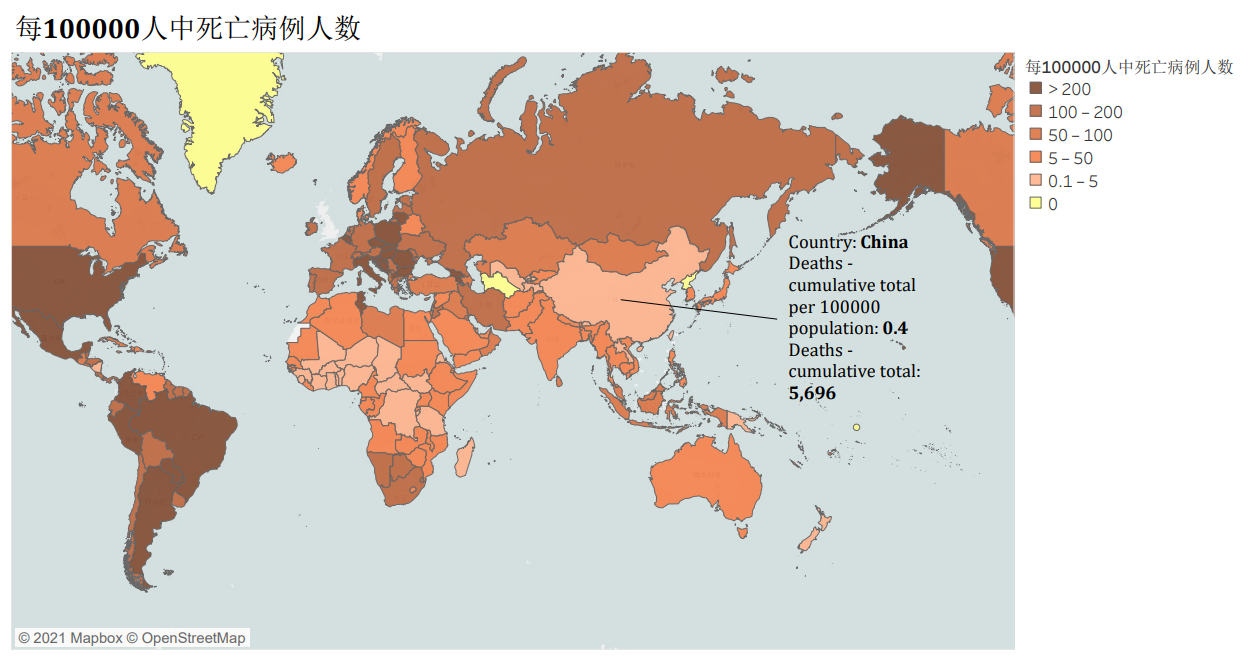 每100000人中死亡病例人数
每100000人中死亡病例人数
> 200
100 – 200
50 – 100
5 – 50
0.1 – 5
0
Country: China
Deaths -
cumulative total
per 100000
population: 0.4
Deaths -
cumulative total:
5,696
© 2021 Mapbox © OpenStreetMap